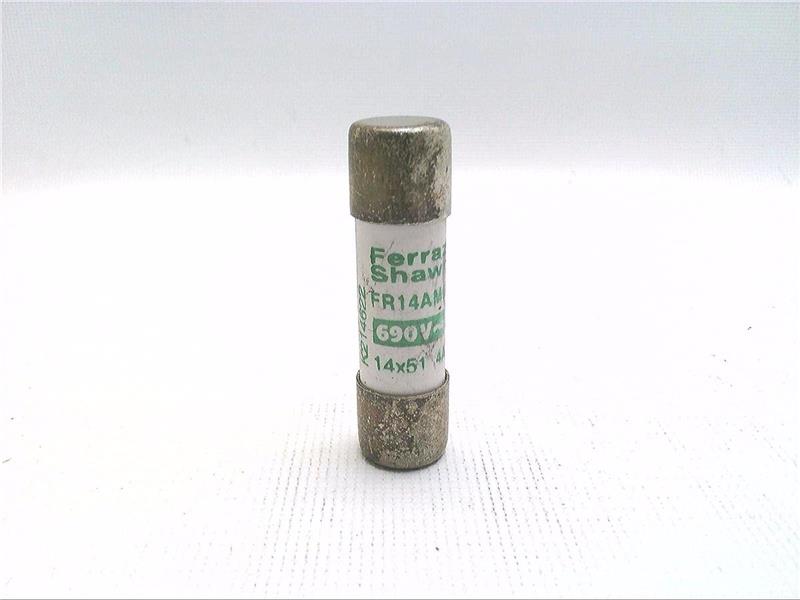 Ferraz
Shaw
FR14AM
690V~
14x51